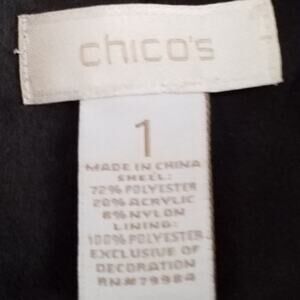 chico's
1
MADE IN CHINA
SHELL:
72% POLYESTER
20% ACRYLIC
8% NYLON
LINING:
100% POLYESTER
EXCLUSIVE OF
DECORATION
RN#79984